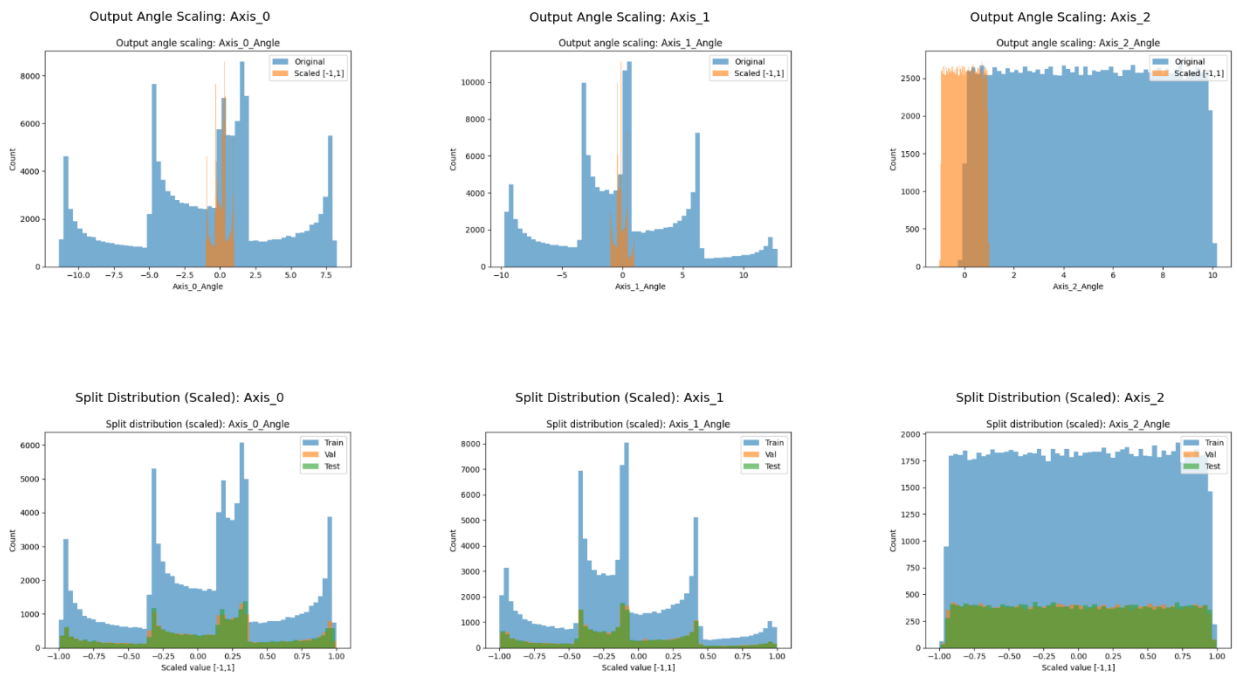 Output Angle Scaling: Axis_0
Output angle scaling: Axis_0_Angle
Original
Scaled [-1,1]
8000
6000
4000
2000
0
Count
−10.0 −7.5 −5.0 −2.5 0.0 2.5 5.0 7.5
Axis_0_Angle
Output Angle Scaling: Axis_1
Output angle scaling: Axis_1_Angle
Original
Scaled [-1,1]
10000
8000
6000
4000
2000
0
Count
−10 −5 0 5 10
Axis_1_Angle
Output Angle Scaling: Axis_2
Output angle scaling: Axis_2_Angle
Original
Scaled [-1,1]
2500
2000
1500
1000
500
0
Count
0 2 4 6 8 10
Axis_2_Angle
Split Distribution (Scaled): Axis_0
Split distribution (scaled): Axis_0_Angle
Train
Val
Test
6000
5000
4000
3000
2000
1000
0
Count
−1.00 −0.75 −0.50 −0.25 0.00 0.25 0.50 0.75 1.00
Scaled value [-1,1]
Split Distribution (Scaled): Axis_1
Split distribution (scaled): Axis_1_Angle
Train
Val
Test
8000
7000
6000
5000
4000
3000
2000
1000
0
Count
−1.00 −0.75 −0.50 −0.25 0.00 0.25 0.50 0.75 1.00
Scaled value [-1,1]
Split Distribution (Scaled): Axis_2
Split distribution (scaled): Axis_2_Angle
Train
Val
Test
2000
1750
1500
1250
1000
750
500
250
0
Count
−1.00 −0.75 −0.50 −0.25 0.00 0.25 0.50 0.75 1.00
Scaled value [-1,1]